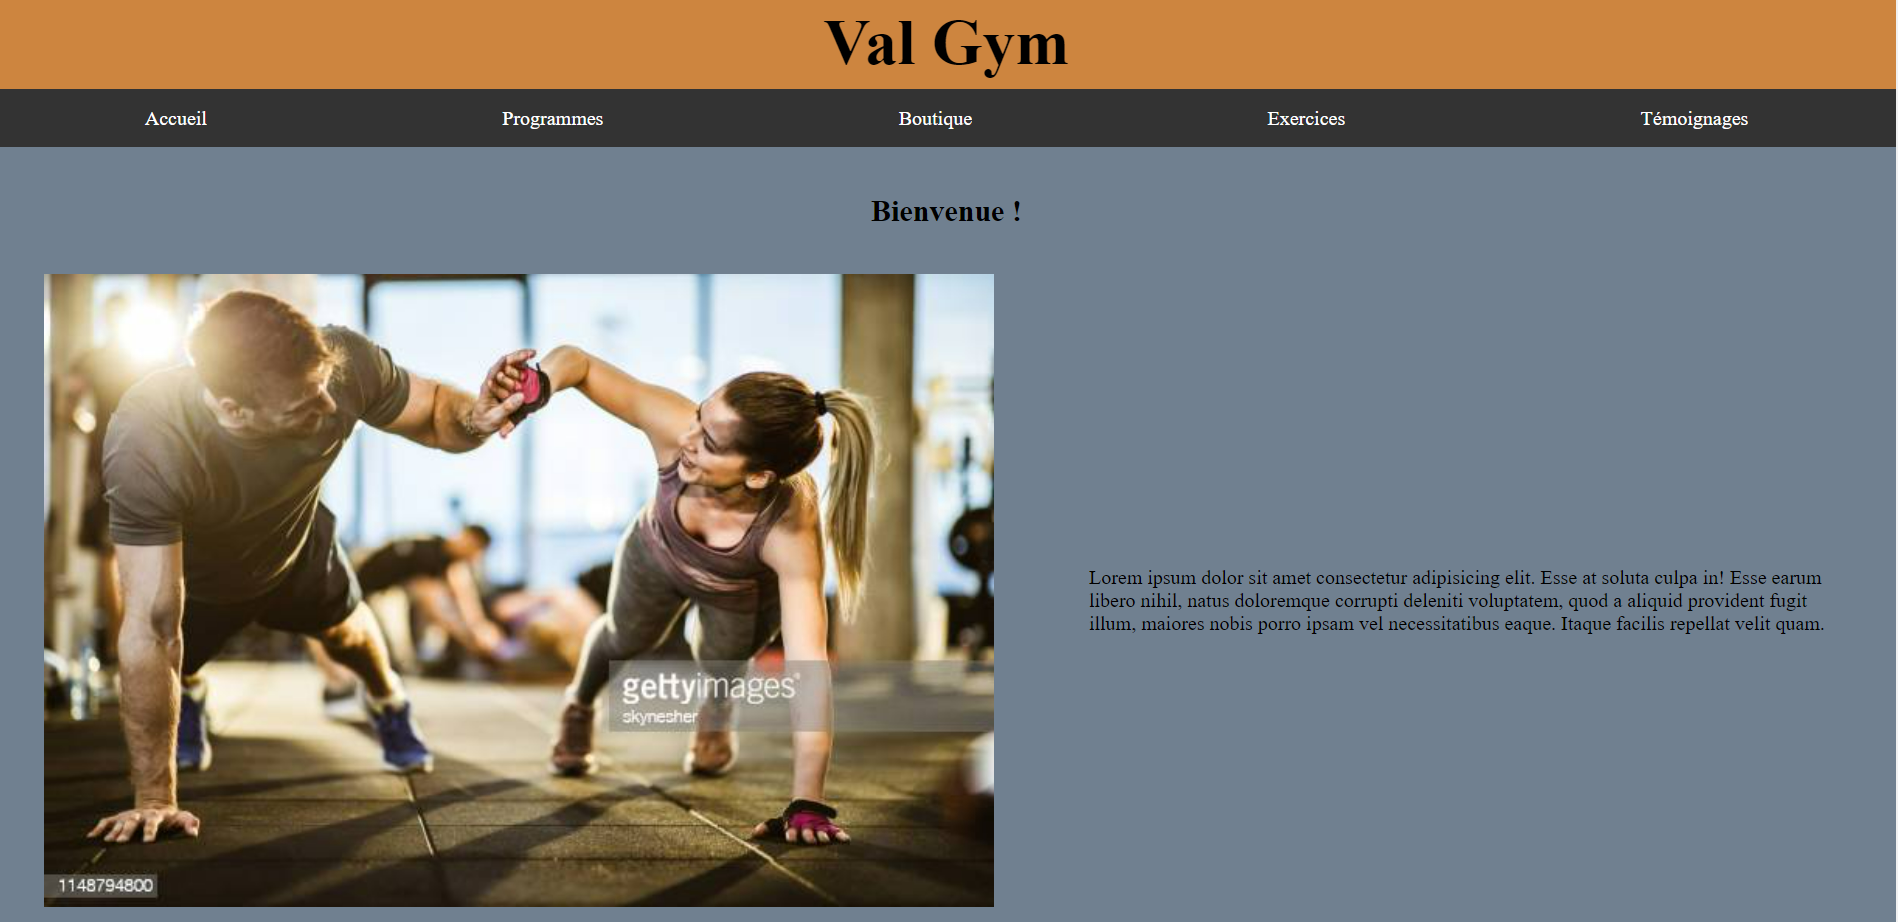 Val Gym
Accueil Programmes Boutique Exercices Témoignages
Bienvenue !
gettyimages®
skynesher
1148794800
Lorem ipsum dolor sit amet consectetur adipisicing elit. Esse at soluta culpa in! Esse earum
libero nihil, natus doloremque corrupti deleniti voluptatem, quod a aliquid provident fugit
illum, maiores nobis porro ipsam vel necessitatibus eaque. Itaque facilis repellat velit quam.